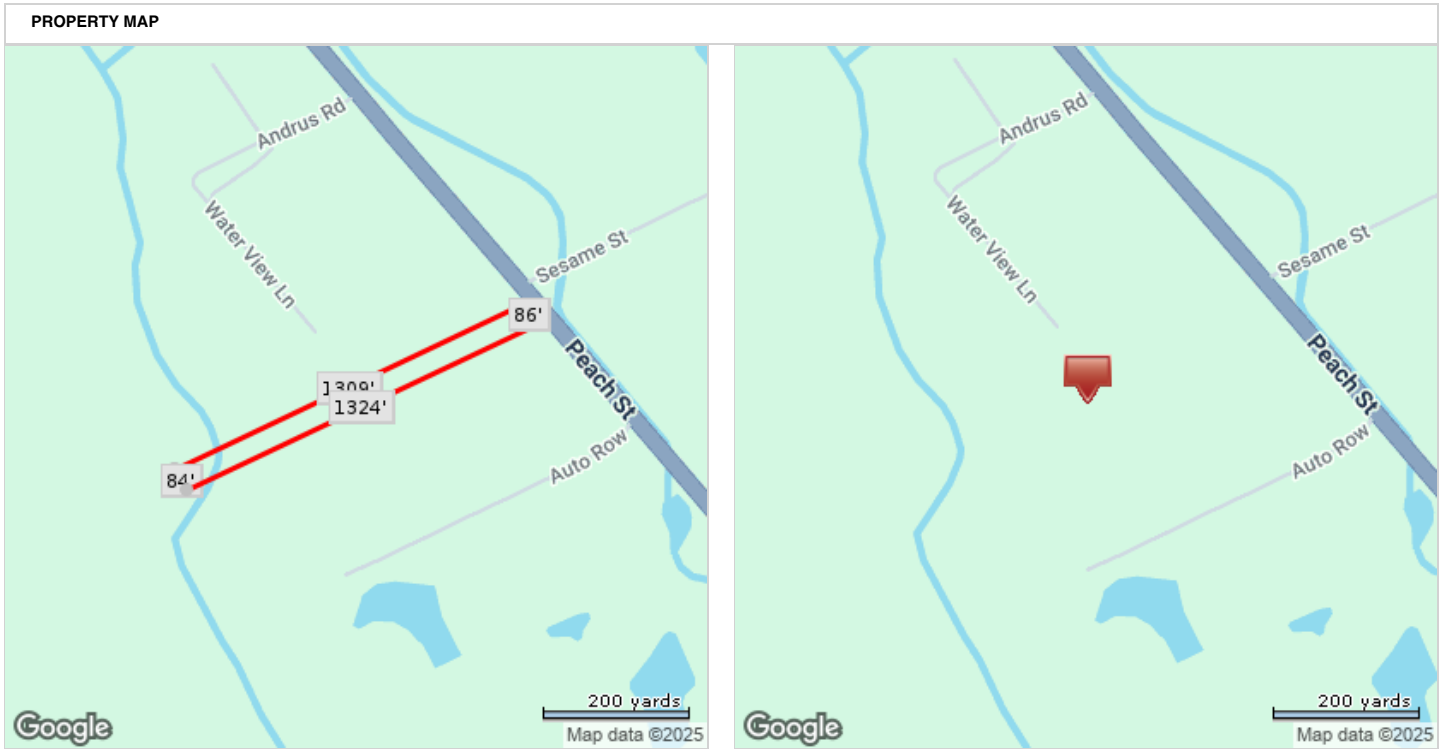 PROPERTY MAP
Andrus Rd
Water View Ln
Sesame St
86'
Peach St
1309'
1324'
84'
Auto Row
200 yards
Google
Map data ©2025
Andrus Rd
Water View Ln
Sesame St
Peach St
Auto Row
200 yards
Google
Map data ©2025